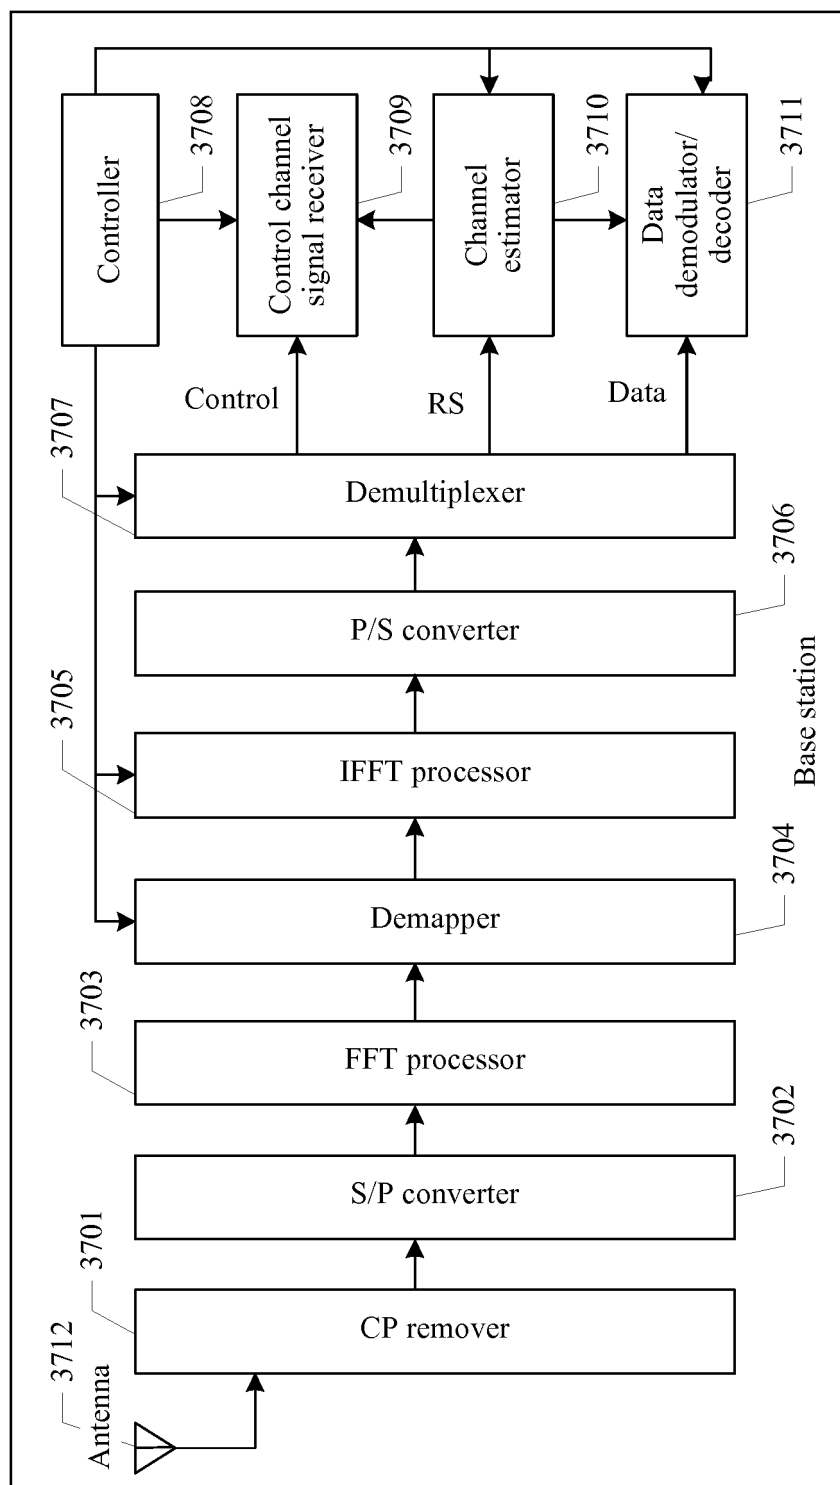 Controller
3708
Control channel
signal receiver
3709
Channel
estimator
3710
Data
demodulator/
decoder
3711
Control
RS
Data
3707
Demultiplexer
3706
P/S converter
3705
IFFT processor
Base station
3704
Demapper
3703
FFT processor
3702
S/P converter
3701
CP remover
3712
Antenna